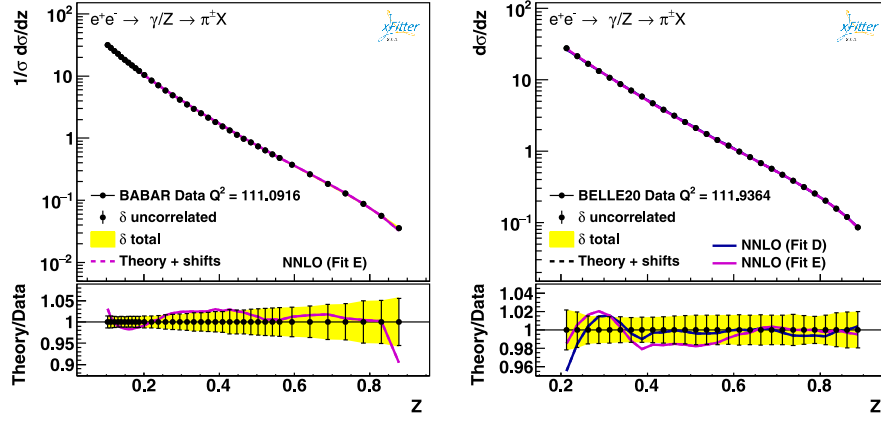 e⁺e⁻→ γ/Z → π±X
xFitter
1/σ dσ/dz
10²
10
1
10⁻¹
10⁻²
BABAR Data Q² = 111.0916
δ uncorrelated
δ total
Theory + shifts
NNLO (Fit E)
Theory/Data
1.05
1
0.95
0.9
0.2 0.4 0.6 0.8
Z
e⁺e⁻→ γ/Z → π±X
xFitter
dσ/dz
10²
10
1
10⁻¹
BELLE20 Data Q² = 111.9364
δ uncorrelated
δ total
Theory + shifts
NNLO (Fit D)
NNLO (Fit E)
Theory/Data
1.04
1.02
1
0.98
0.96
0.2 0.4 0.6 0.8
Z